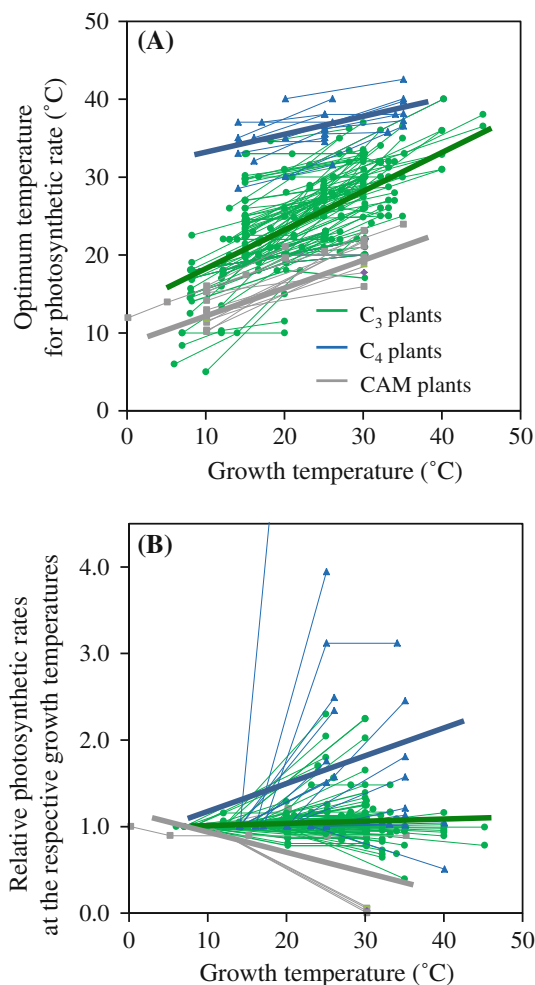 (A)
Optimum temperature
for photosynthetic rate (˚C)
50
40
30
20
10
0
C3 plants
C4 plants
CAM plants
0 10 20 30 40 50
Growth temperature (˚C)
(B)
Relative photosynthetic rates
at the respective growth temperatures
4.0
3.0
2.0
1.0
0.0
0 10 20 30 40 50
Growth temperature (˚C)